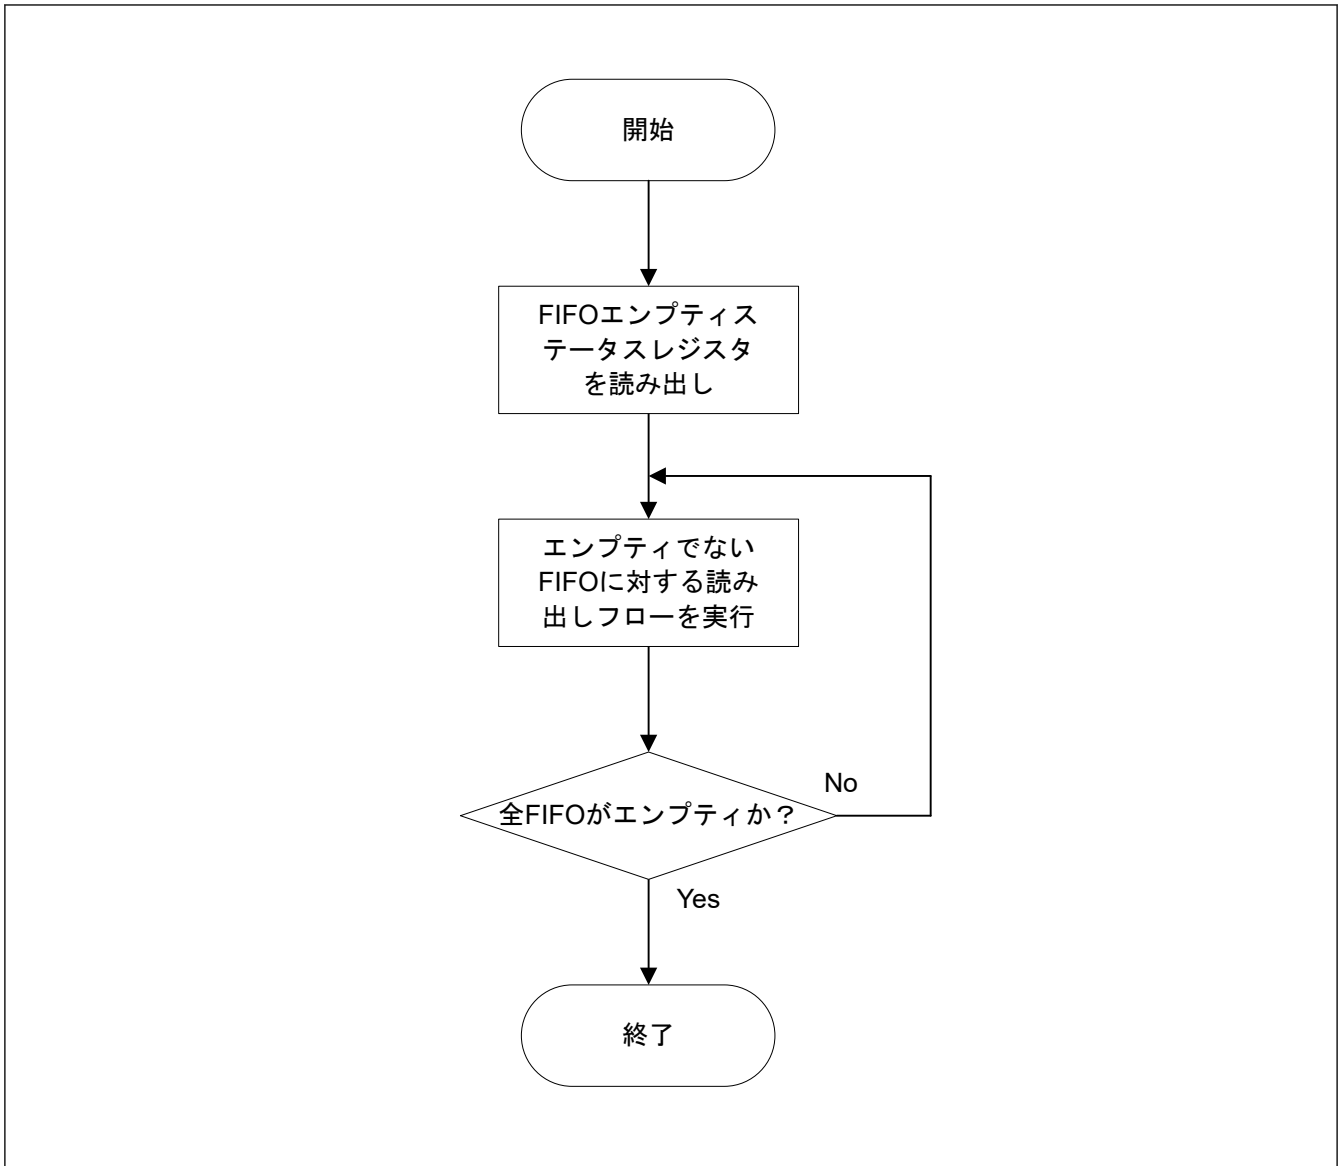 開始
FIFOエンプティス
テータスレジスタ
を読み出し
エンプティでない
FIFOに対する読み
出しフローを実行
全FIFOがエンプティか？
No
Yes
終了